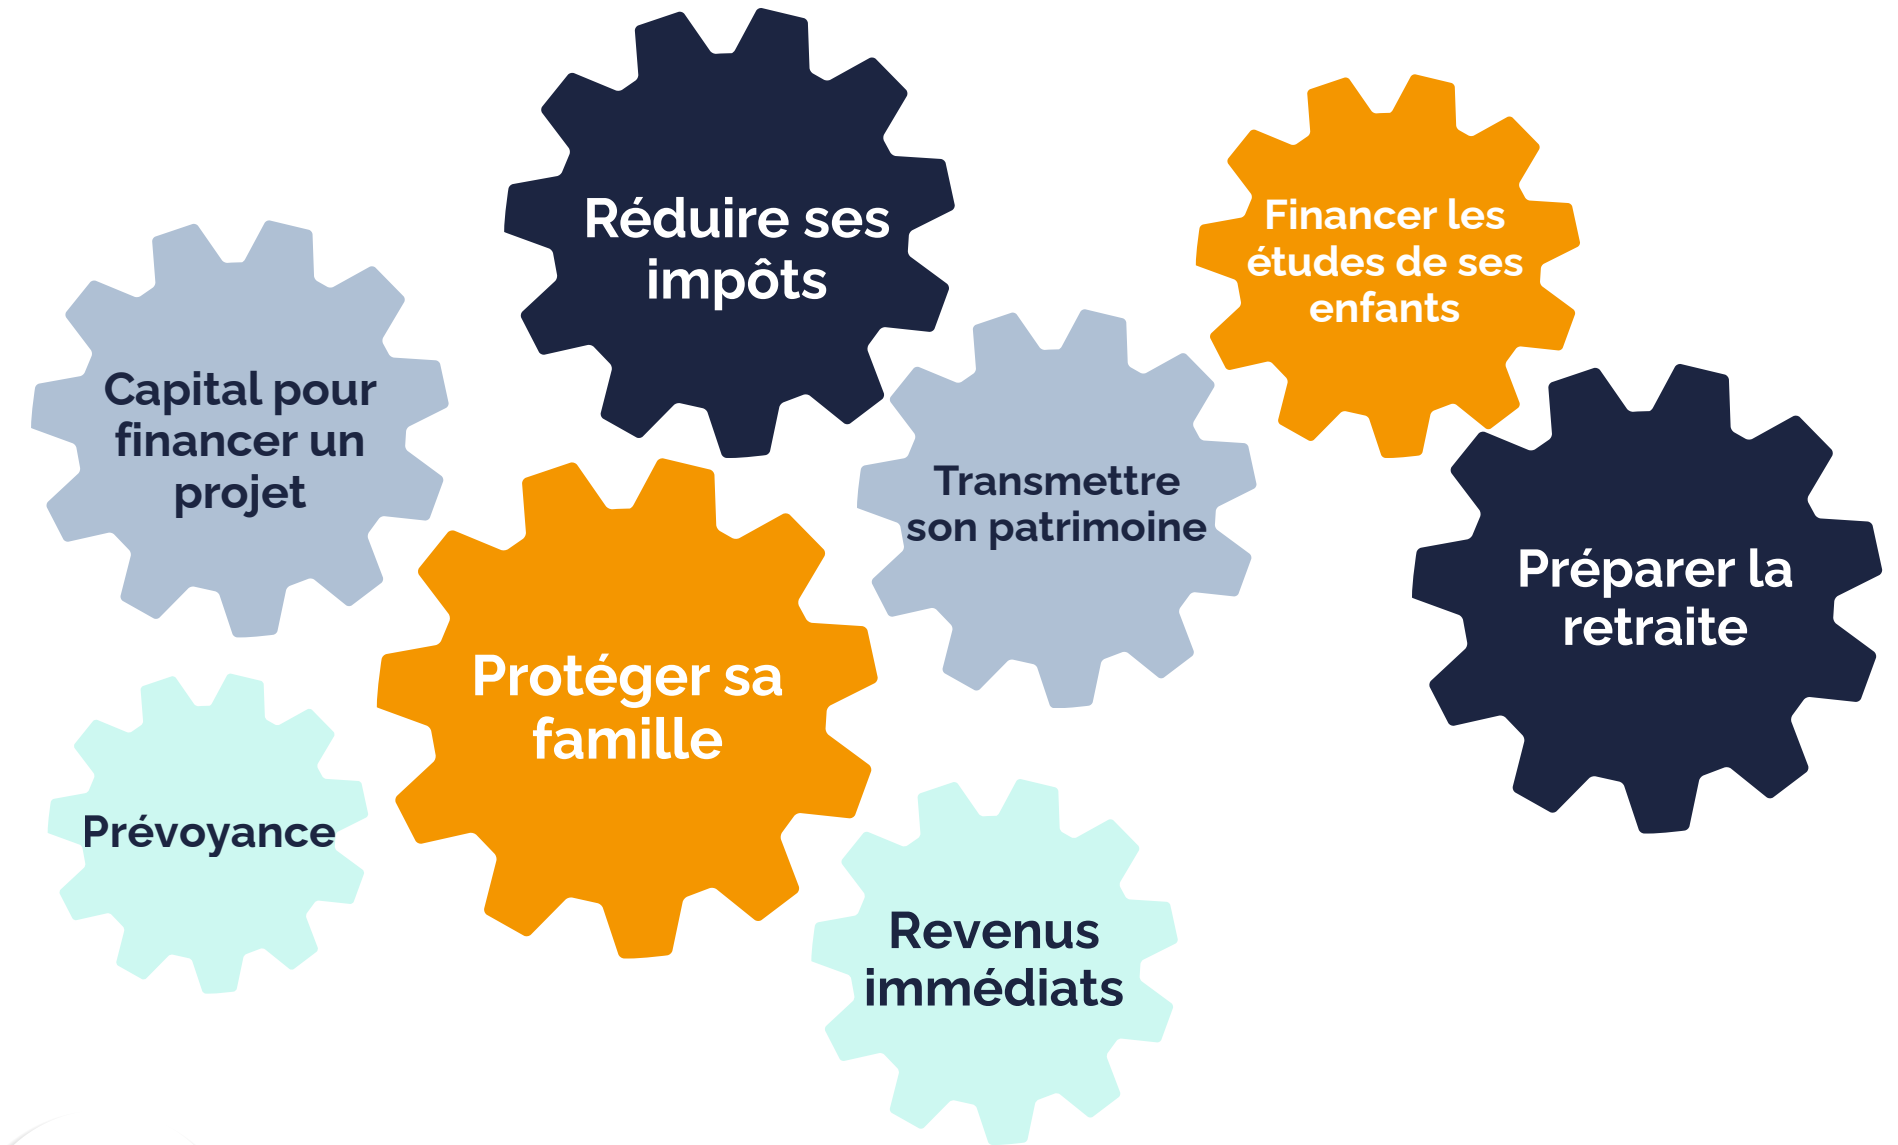 Réduire ses
impôts
Financer les
études de ses
enfants
Capital pour
financer un
projet
Transmettre
son patrimoine
Préparer la
retraite
Protéger sa
famille
Prévoyance
Revenus
immédiats